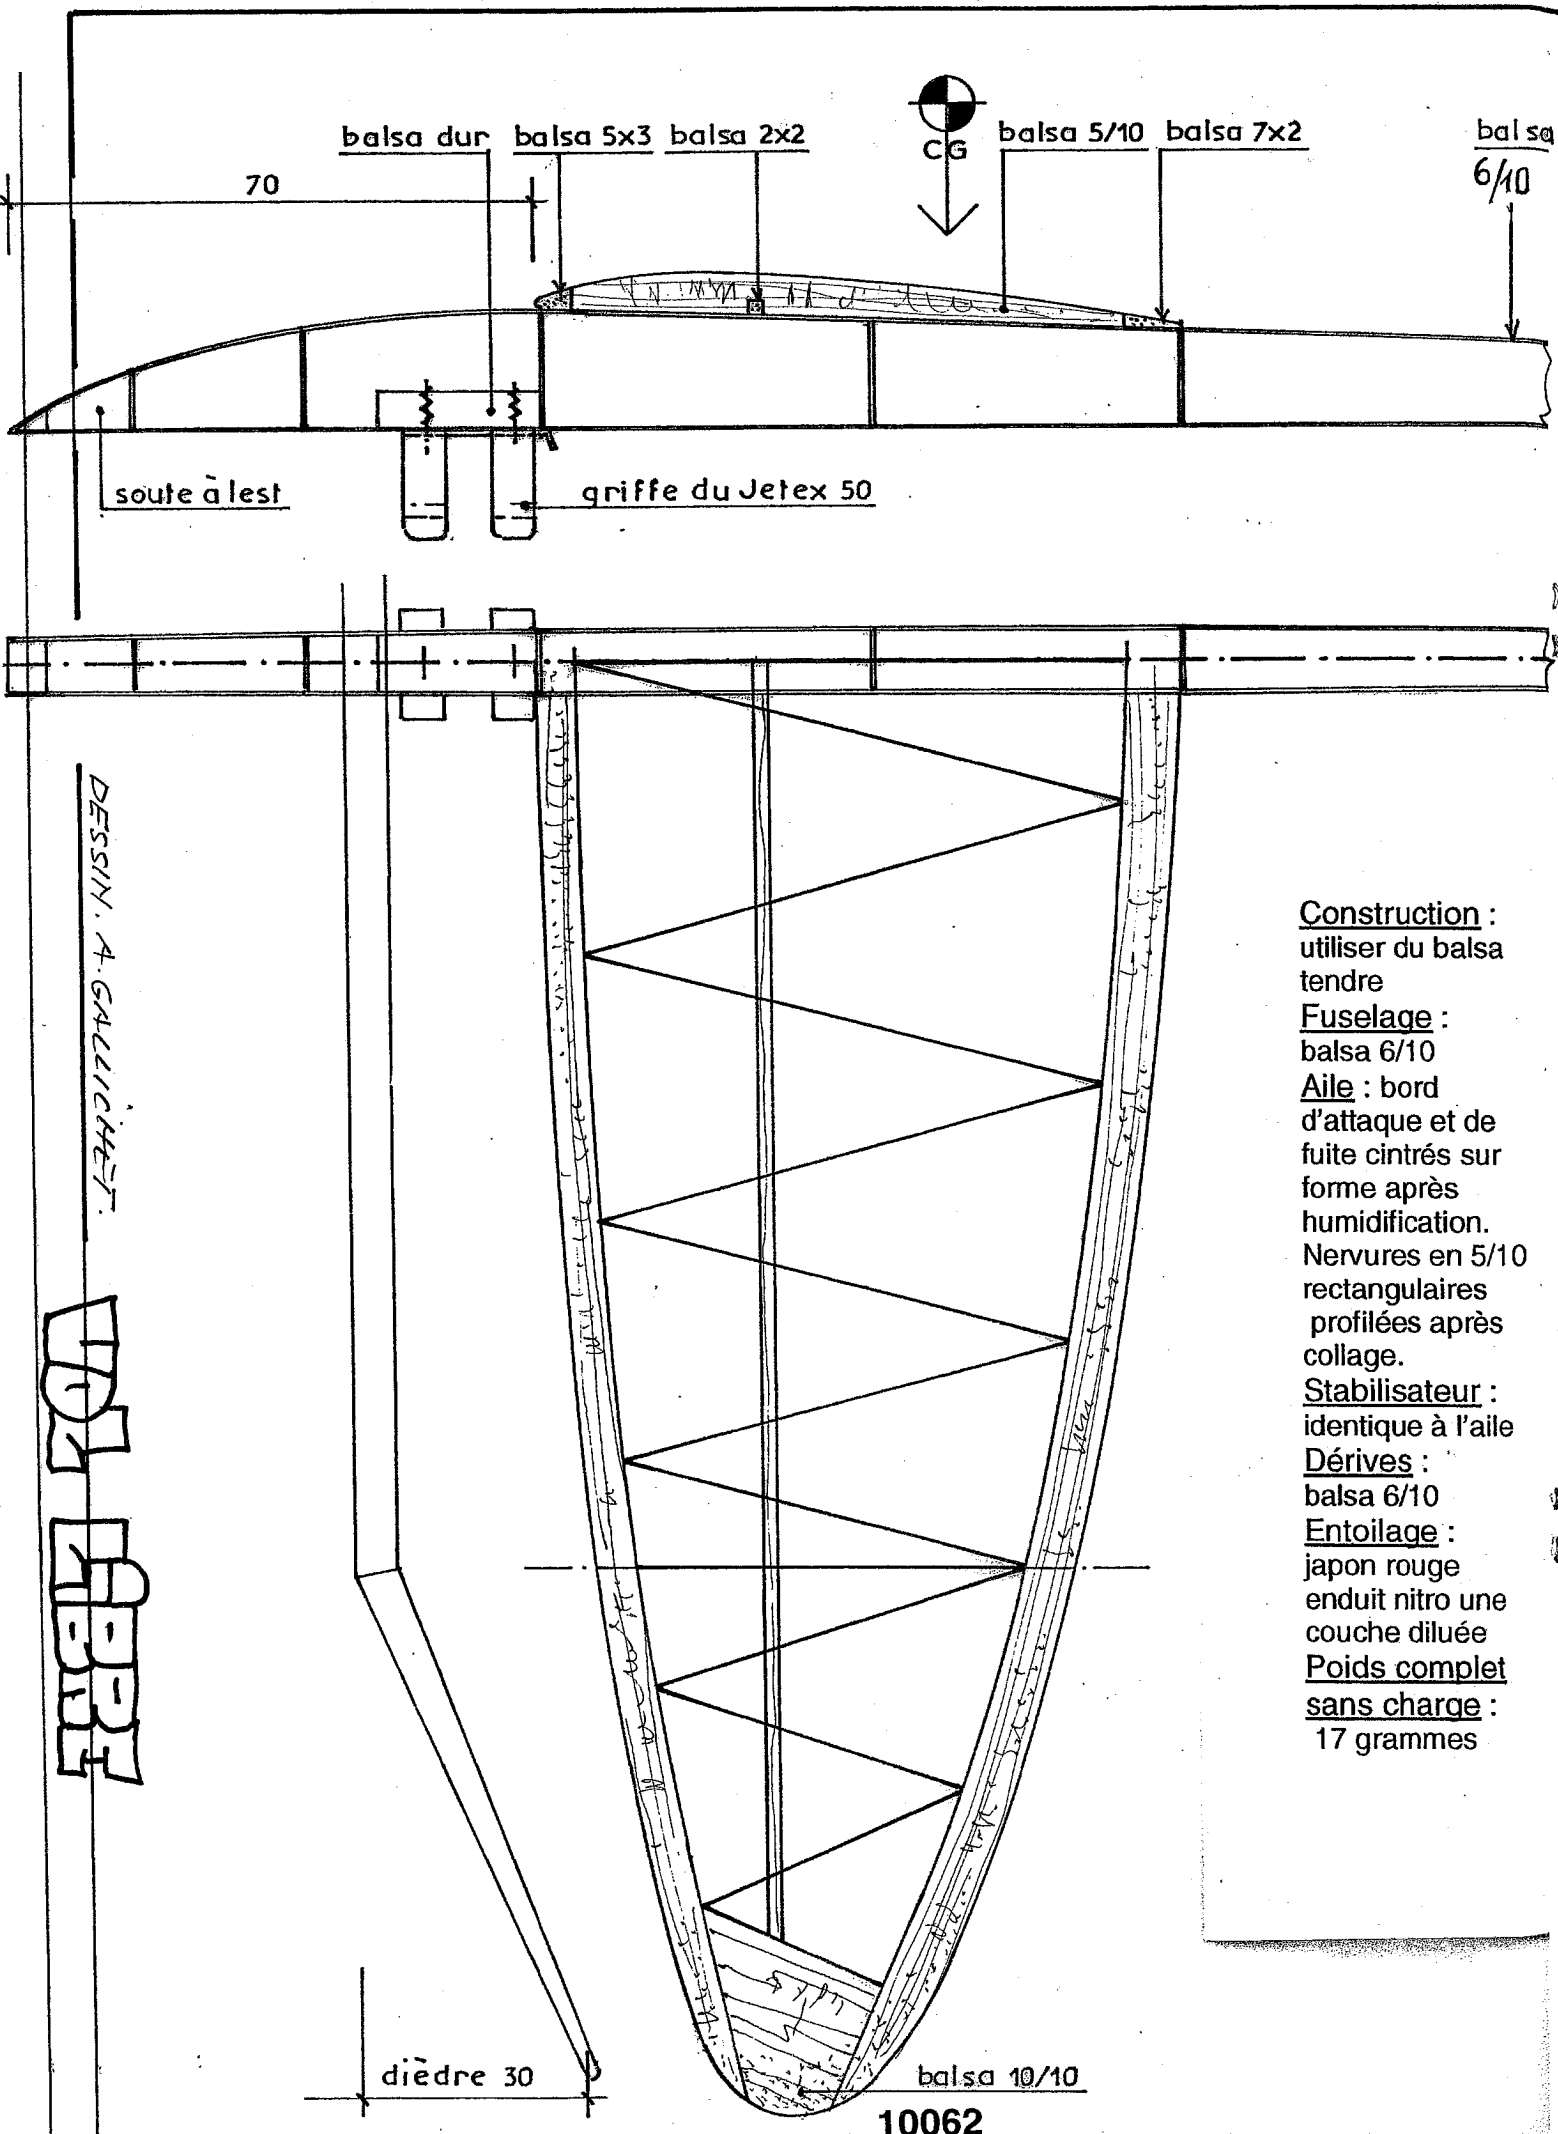 balsa dur
balsa 5x3
balsa 2x2
CG
balsa 5/10
balsa 7x2
balsa
6/10
70
soute à lest
griffe du Jetex 50
DESSIN. A. GALLICHET.
Construction :
utiliser du balsa
tendre
Fuselage :
balsa 6/10
Aile : bord
d'attaque et de
fuite cintrés sur
forme après
humidification.
Nervures en 5/10
rectangulaires
profilées après
collage.
Stabilisateur :
identique à l'aile
Dérives :
balsa 6/10
Entoilage :
japon rouge
enduit nitro une
couche diluée
Poids complet
sans charge :
17 grammes
dièdre 30
balsa 10/10
10062